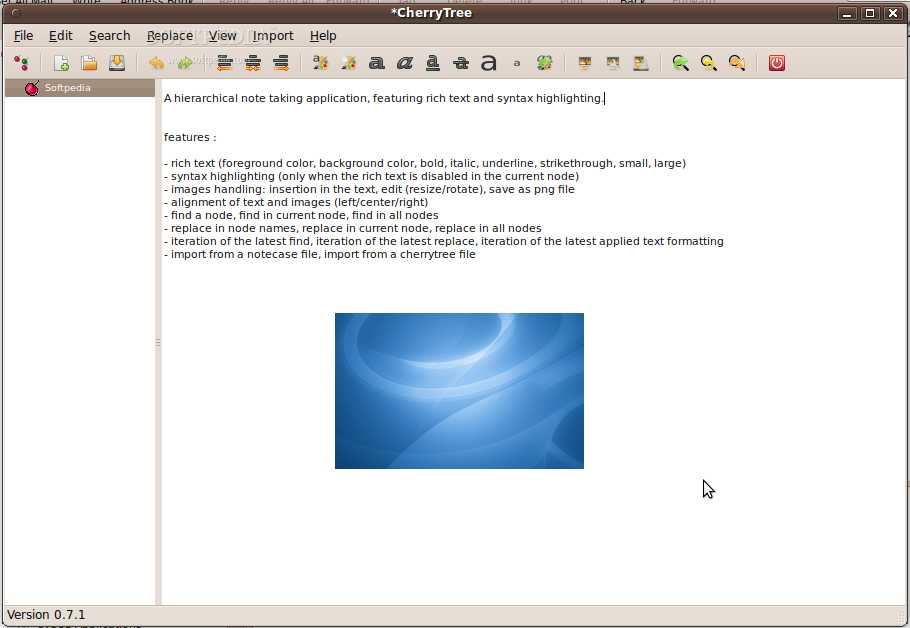 *CherryTree
File Edit Search Replace View Import Help
a a a a a a
Softpedia
A hierarchical note taking application, featuring rich text and syntax highlighting.
features :
- rich text (foreground color, background color, bold, italic, underline, strikethrough, small, large)
- syntax highlighting (only when the rich text is disabled in the current node)
- images handling: insertion in the text, edit (resize/rotate), save as png file
- alignment of text and images (left/center/right)
- find a node, find in current node, find in all nodes
- replace in node names, replace in current node, replace in all nodes
- iteration of the latest find, iteration of the latest replace, iteration of the latest applied text formatting
- import from a notecase file, import from a cherrytree file
Version 0.7.1